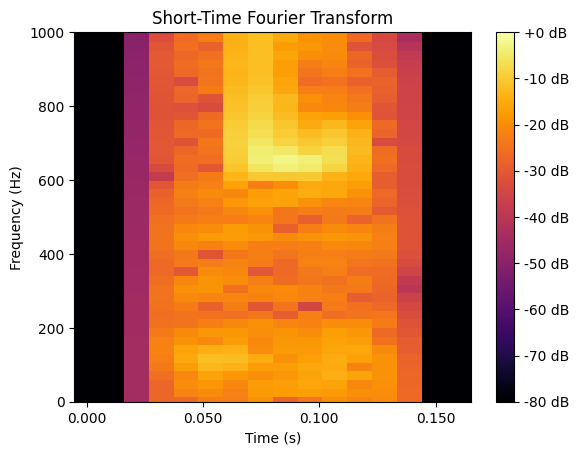 Short-Time Fourier Transform
1000
800
600
400
200
0
Frequency (Hz)
0.000
0.050
0.100
0.150
Time (s)
+0 dB
-10 dB
-20 dB
-30 dB
-40 dB
-50 dB
-60 dB
-70 dB
-80 dB